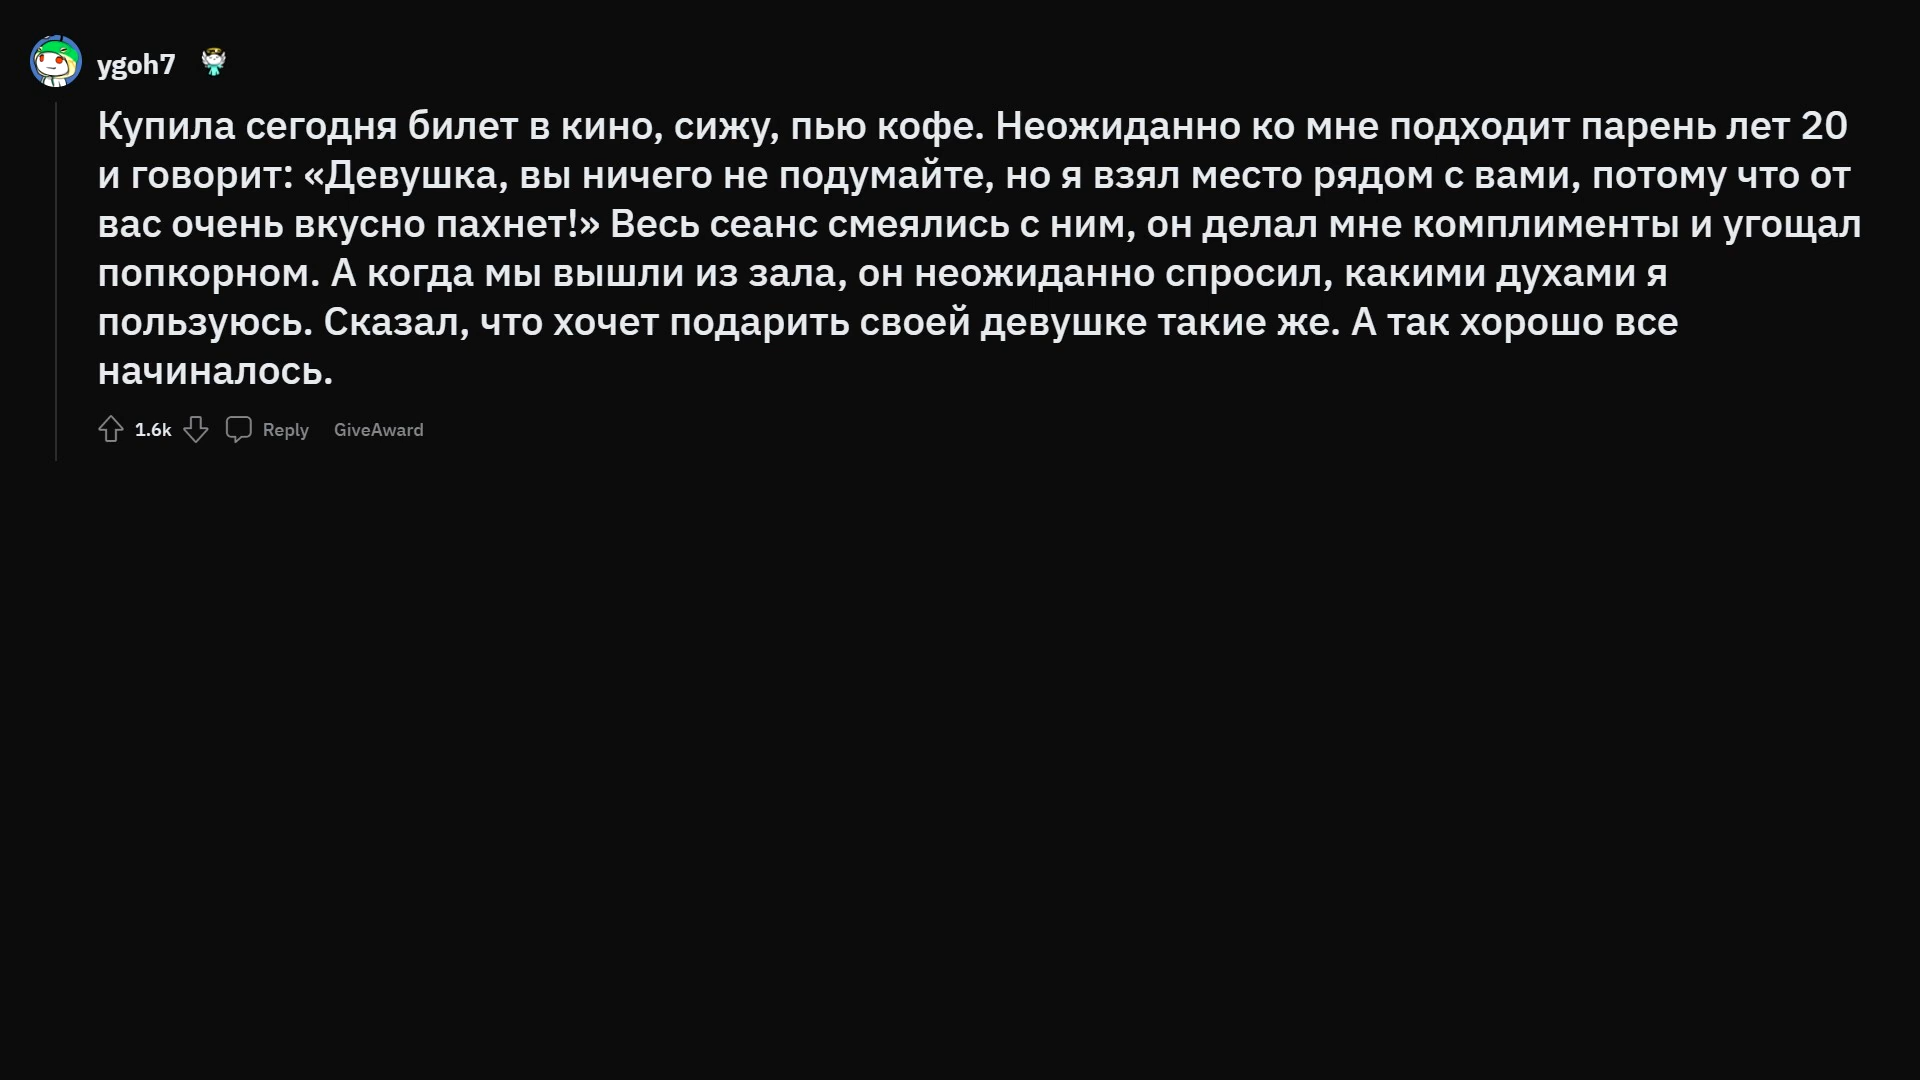 ygoh7
Купила сегодня билет в кино, сижу, пью кофе. Неожиданно ко мне подходит парень лет 20
и говорит: «Девушка, вы ничего не подумайте, но я взял место рядом с вами, потому что от
вас очень вкусно пахнет!» Весь сеанс смеялись с ним, он делал мне комплименты и угощал
попкорном. А когда мы вышли из зала, он неожиданно спросил, какими духами я
пользуюсь. Сказал, что хочет подарить своей девушке такие же. А так хорошо все
начиналось.
1.6k Reply GiveAward